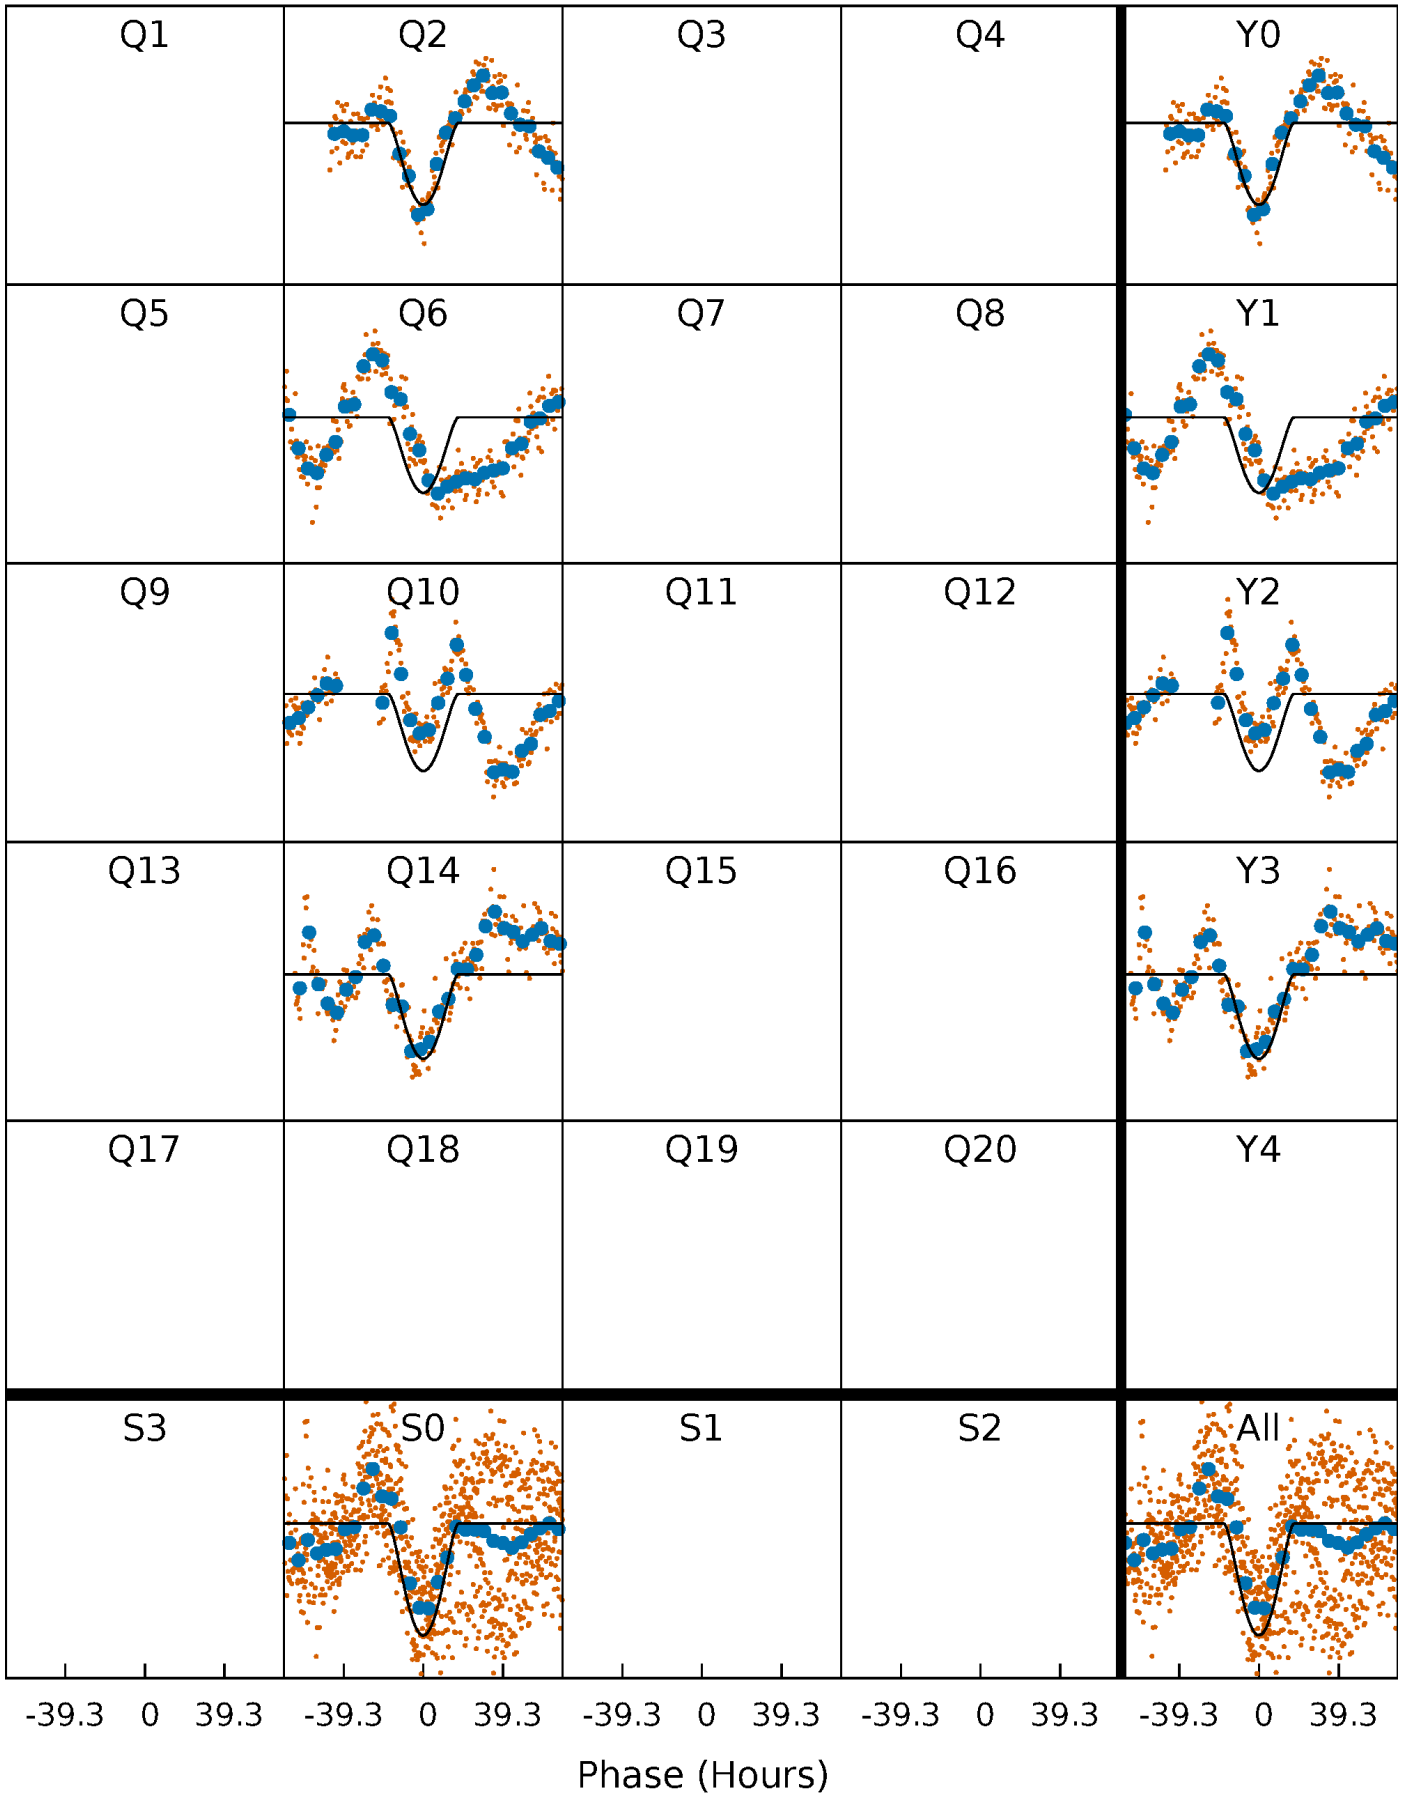 Q1 Q2 Q3 Q4 Y0
Q5 Q6 Q7 Q8 Y1
Q9 Q10 Q11 Q12 Y2
Q13 Q14 Q15 Q16 Y3
Q17 Q18 Q19 Q20 Y4
S3 S0 S1 S2 All
-39.3 0 39.3 -39.3 0 39.3 -39.3 0 39.3 -39.3 0 39.3 -39.3 0 39.3
Phase (Hours)